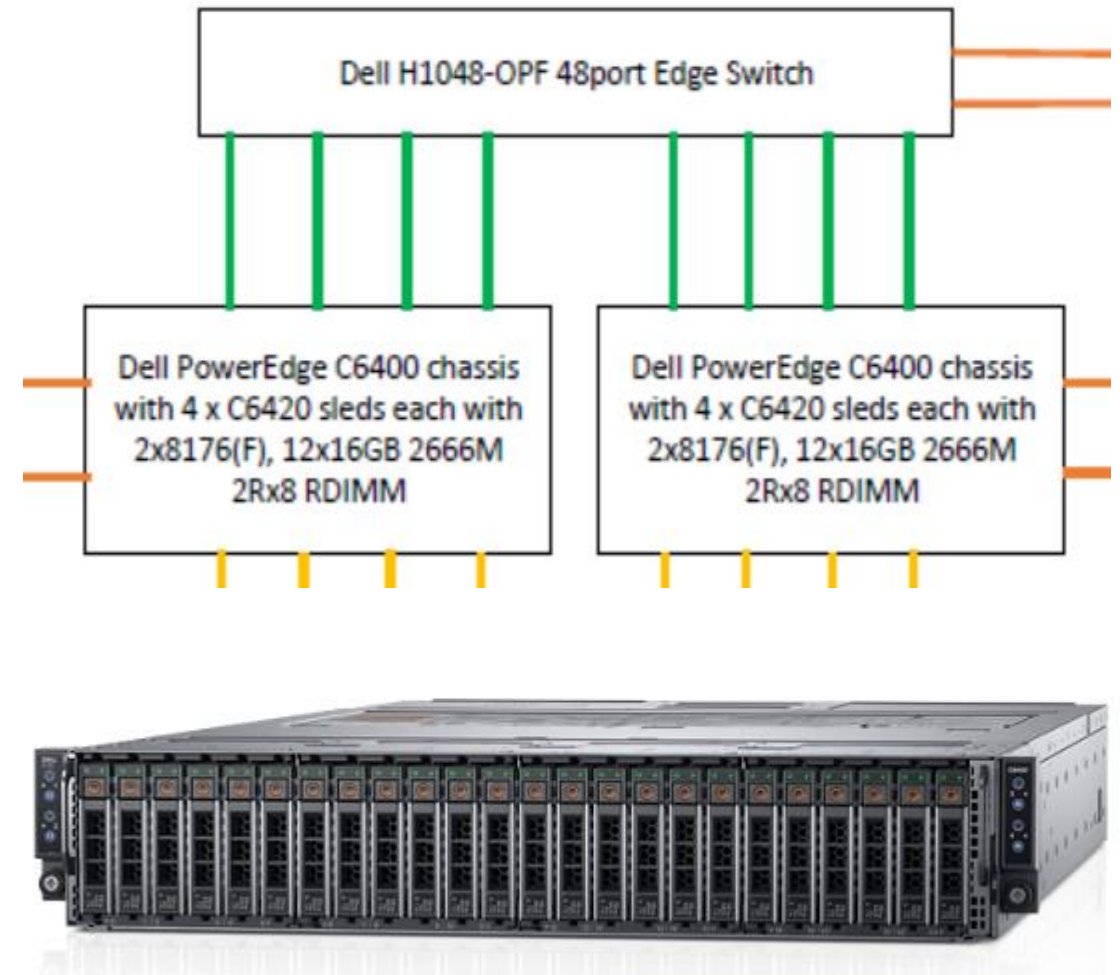 Dell H1048-OPF 48port Edge Switch
Dell PowerEdge C6400 chassis
with 4 x C6420 sleds each with
2x8176(F), 12x16GB 2666M
2Rx8 RDIMM
Dell PowerEdge C6400 chassis
with 4 x C6420 sleds each with
2x8176(F), 12x16GB 2666M
2Rx8 RDIMM